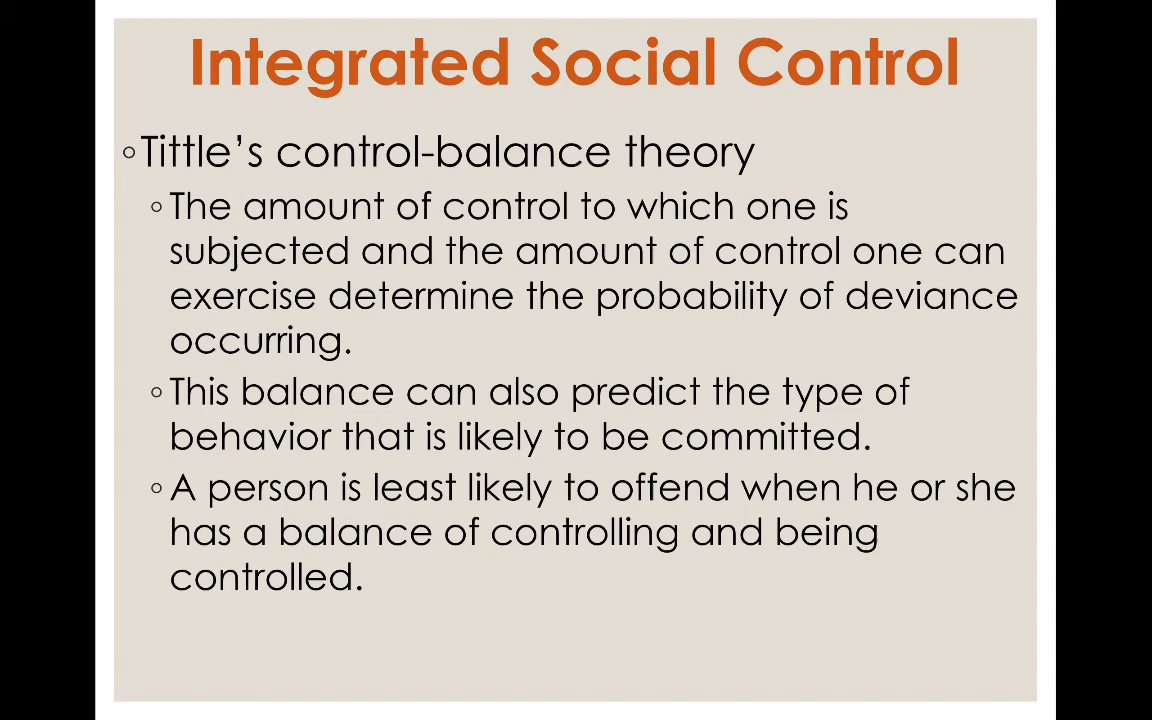 Integrated Social Control
◦Tittle’s control-balance theory
◦The amount of control to which one is
subjected and the amount of control one can
exercise determine the probability of deviance
occurring.
◦This balance can also predict the type of
behavior that is likely to be committed.
◦A person is least likely to offend when he or she
has a balance of controlling and being
controlled.